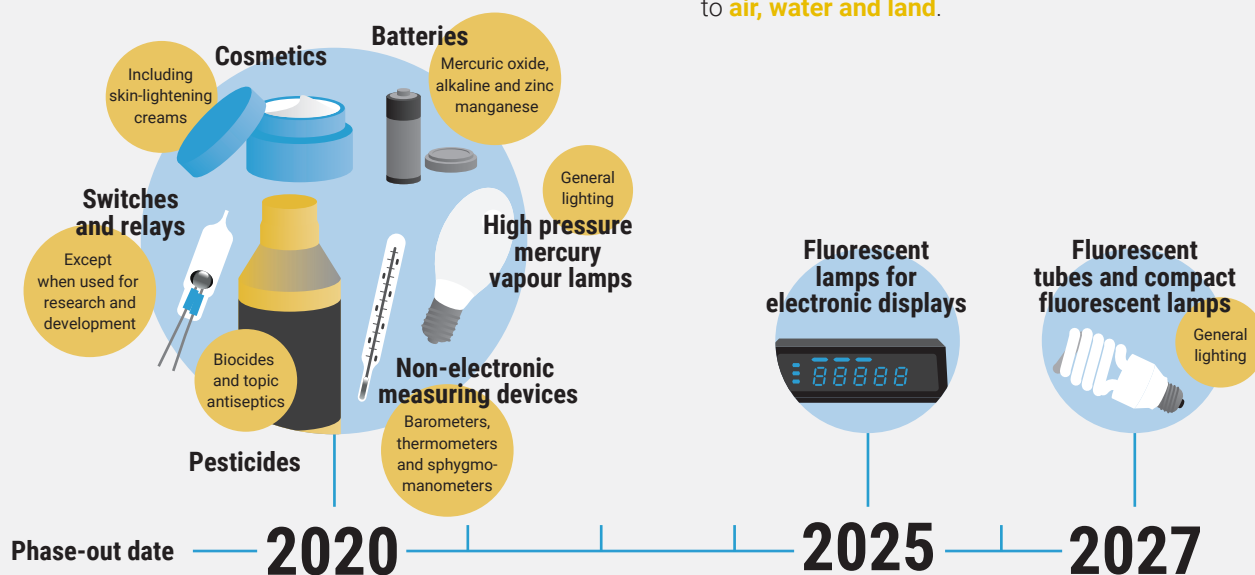 to air, water and land.
Batteries
Mercuric oxide,
alkaline and zinc
manganese
Cosmetics
Including
skin-lightening
creams
General
lighting
High pressure
mercury
vapour lamps
Switches
and relays
Except
when used for
research and
development
Biocides
and topic
antiseptics
Pesticides
Non-electronic
measuring devices
Barometers,
thermometers
and sphygmo-
manometers
Fluorescent
lamps for
electronic displays
88888
Fluorescent
tubes and compact
fluorescent lamps
General
lighting
Phase-out date
2020
2025
2027